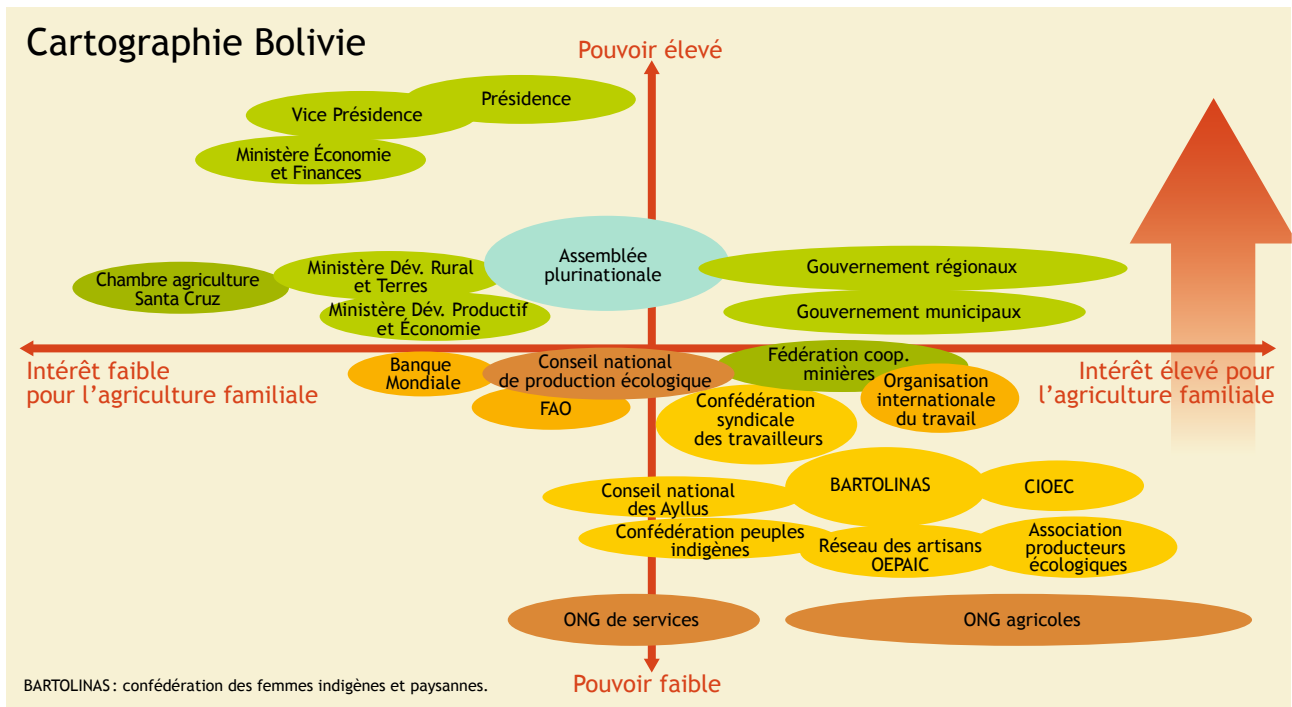 Cartographie Bolivie
Pouvoir élevé
Présidence
Vice Présidence
Ministère Économie
et Finances
Assemblée
plurinationale
Gouvernement régionaux
Ministère Dév. Rural
et Terres
Chambre agriculture
Santa Cruz
Ministère Dév. Productif
et Économie
Gouvernement municipaux
Intérêt faible
pour l’agriculture familiale
Banque
Mondiale
Conseil national
de production écologique
Fédération coop.
minières
Intérêt élevé pour
l’agriculture familiale
Organisation
internationale
du travail
FAO
Confédération
syndicale
des travailleurs
BARTOLINAS
CIOEC
Conseil national
des Ayllus
Confédération peuples
indigènes
Réseau des artisans
OEPAIC
Association
producteurs
écologiques
ONG de services
ONG agricoles
Pouvoir faible
BARTOLINAS : confédération des femmes indigènes et paysannes.